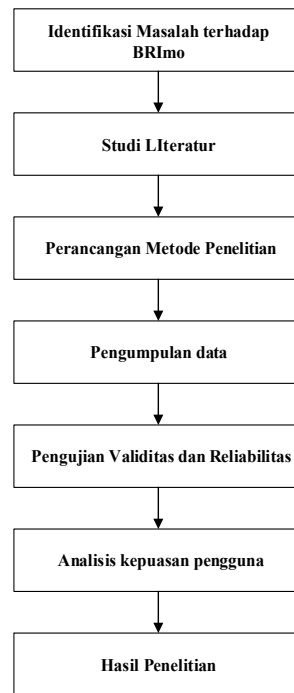 Identifikasi Masalah terhadap
BRImo
Studi LIteratur
Perancangan Metode Penelitian
Pengumpulan data
Pengujian Validitas dan Reliabilitas
Analisis kepuasan pengguna
Hasil Penelitian